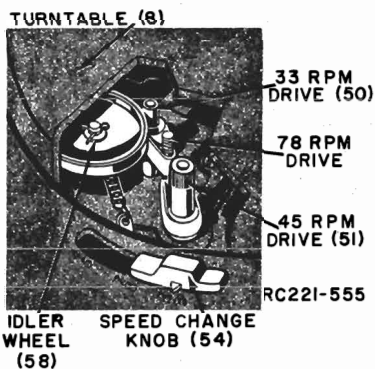 TURNTABLE (8)
33 RPM
DRIVE (50)
78 RPM
DRIVE
45 RPM
DRIVE (51)
RC221-555
IDLER
WHEEL
(58)
SPEED CHANGE
KNOB (54)